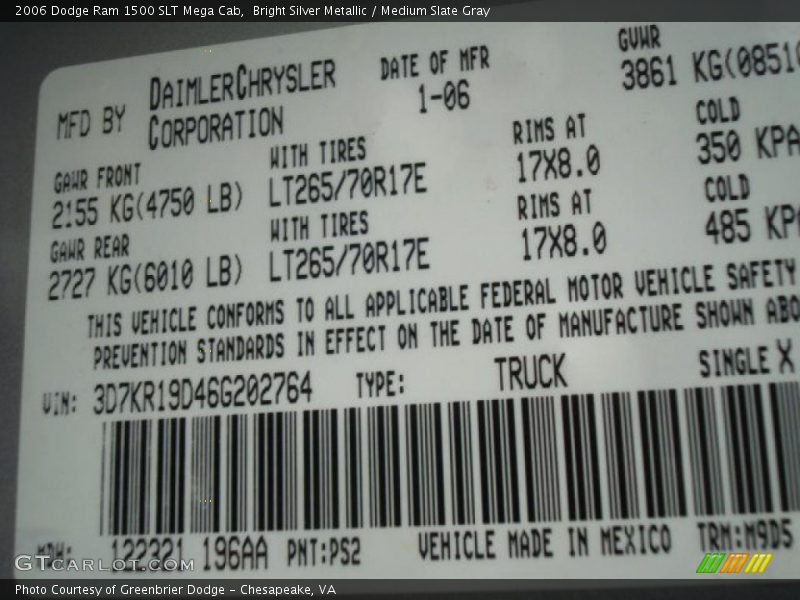 2006 Dodge Ram 1500 SLT Mega Cab,  Bright Silver Metallic / Medium Slate Gray
MFD BY DAIMLERCHRYSLER CORPORATION DATE OF MFR 1-06 GVWR 3861 KG(08510
GAWR FRONT WITH TIRES RIMS AT COLD
2155 KG(4750 LB) LT265/70R17E 17X8.0 350 KPA
GAWR REAR WITH TIRES RIMS AT COLD
2727 KG(6010 LB) LT265/70R17E 17X8.0 485 KPA
THIS VEHICLE CONFORMS TO ALL APPLICABLE FEDERAL MOTOR VEHICLE SAFETY
PREVENTION STANDARDS IN EFFECT ON THE DATE OF MANUFACTURE SHOWN ABO
VIN: 3D7KR19D46G202764 TYPE: TRUCK SINGLE X
MDH: 122321 196AA PNT:PS2 VEHICLE MADE IN MEXICO TRM:M9D5
GTCARLOT.COM
Photo Courtesy of Greenbrier Dodge - Chesapeake, VA